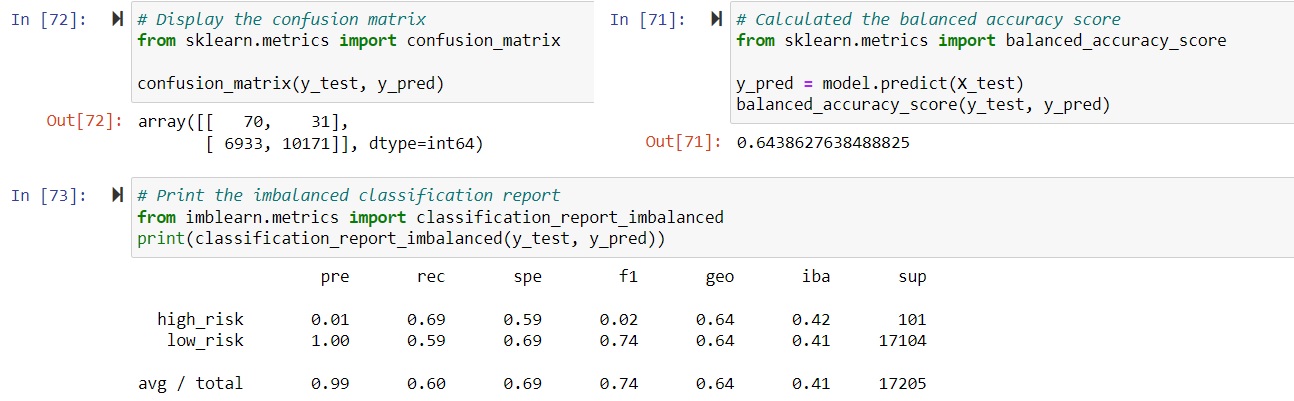 In [72]: # Display the confusion matrix
from sklearn.metrics import confusion_matrix
confusion_matrix(y_test, y_pred)
Out[72]: array([[   70,    31],
       [ 6933, 10171]], dtype=int64)
In [71]: # Calculated the balanced accuracy score
from sklearn.metrics import balanced_accuracy_score
y_pred = model.predict(X_test)
balanced_accuracy_score(y_test, y_pred)
Out[71]: 0.6438627638488825
In [73]: # Print the imbalanced classification report
from imblearn.metrics import classification_report_imbalanced
print(classification_report_imbalanced(y_test, y_pred))
pre rec spe f1 geo iba sup
high_risk 0.01 0.69 0.59 0.02 0.64 0.42 101
low_risk 1.00 0.59 0.69 0.74 0.64 0.41 17104
avg / total 0.99 0.60 0.69 0.74 0.64 0.41 17205